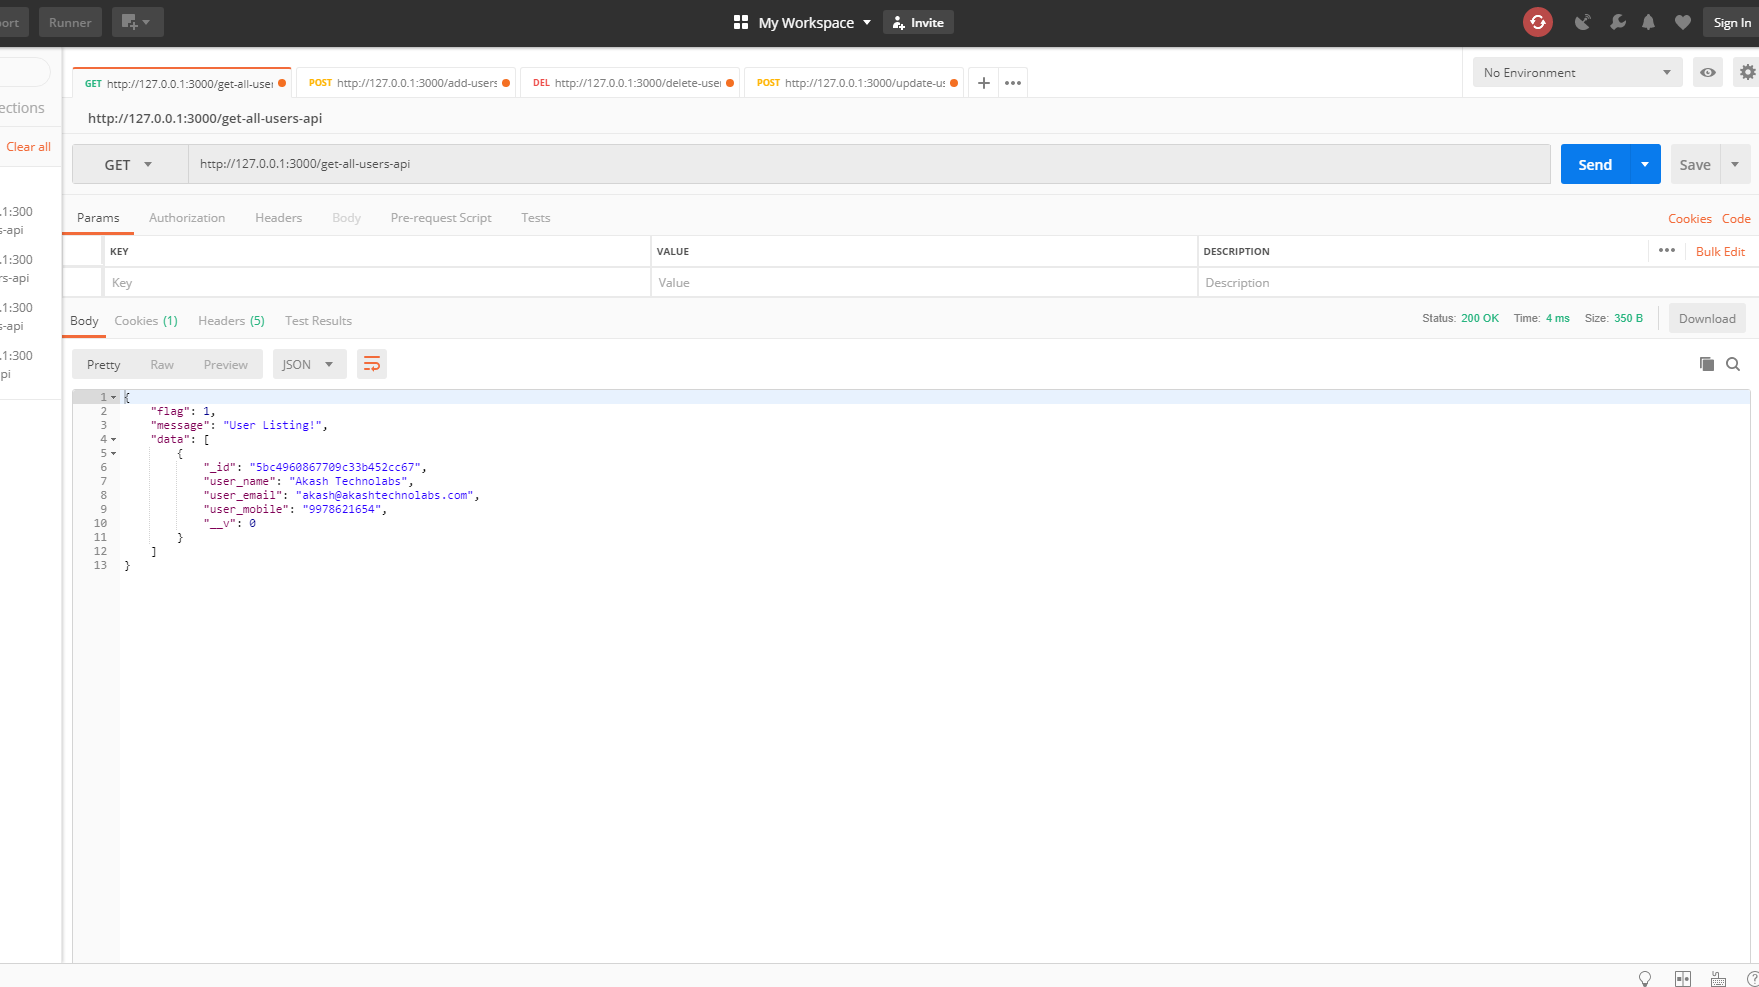 ort Runner My Workspace Invite Sign In
GET http://127.0.0.1:3000/get-all-user POST http://127.0.0.1:3000/add-users DEL http://127.0.0.1:3000/delete-user POST http://127.0.0.1:3000/update-us No Environment
ections
http://127.0.0.1:3000/get-all-users-api
Clear all
GET http://127.0.0.1:3000/get-all-users-api Send Save
.1:300
s-api
.1:300
rs-api
.1:300
s-api
.1:300
pi
Params Authorization Headers Body Pre-request Script Tests Cookies Code
KEY VALUE DESCRIPTION Bulk Edit
Key Value Description
Body Cookies (1) Headers (5) Test Results Status: 200 OK Time: 4 ms Size: 350 B Download
Pretty Raw Preview JSON
1 {
2 "flag": 1,
3 "message": "User Listing!",
4 "data": [
5 {
6 "_id": "5bc4960867709c33b452cc67",
7 "user_name": "Akash Technolabs",
8 "user_email": "akash@akashtechnolabs.com",
9 "user_mobile": "9978621654",
10 "__v": 0
11 }
12 ]
13 }